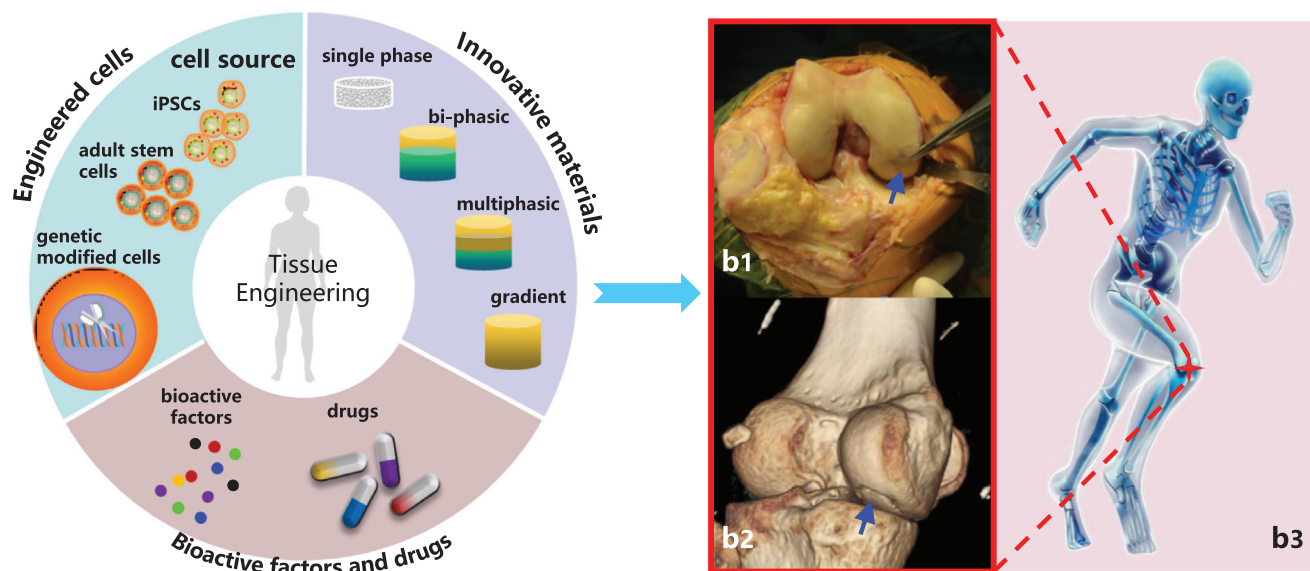 Engineered cells
cell source
iPSCs
adult stem
cells
genetic
modified cells
Innovative materials
single phase
bi-phasic
multiphasic
gradient
Tissue
Engineering
bioactive
factors
drugs
Bioactive factors and drugs
b1
b2
b3